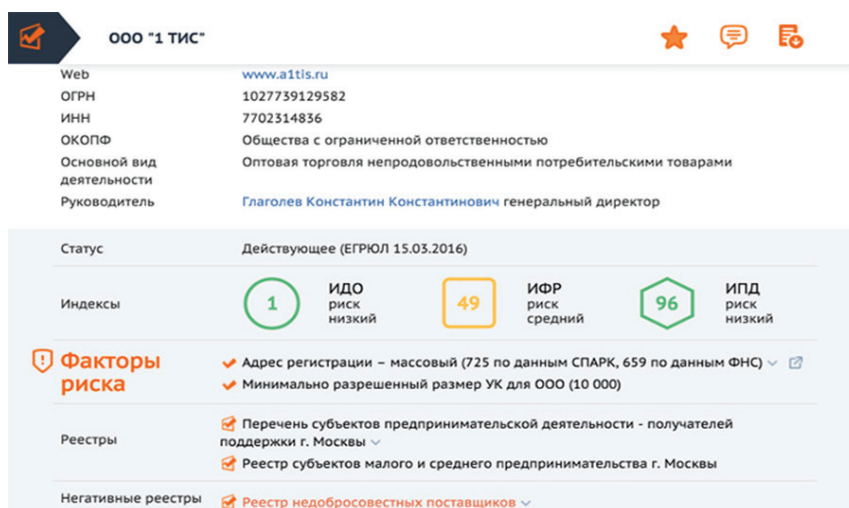 ООО "1 ТИС"
Web www.a1tis.ru
ОГРН 1027739129582
ИНН 7702314836
ОКОПФ Общества с ограниченной ответственностью
Основной вид деятельности Оптовая торговля непродовольственными потребительскими товарами
Руководитель Глаголев Константин Константинович генеральный директор
Статус Действующее (ЕГРЮЛ 15.03.2016)
Индексы 1 ИДО риск низкий 49 ИФР риск средний 96 ИПД риск низкий
Факторы риска
Адрес регистрации – массовый (725 по данным СПАРК, 659 по данным ФНС)
Минимально разрешенный размер УК для ООО (10 000)
Реестры
Перечень субъектов предпринимательской деятельности - получателей
поддержки г. Москвы
Реестр субъектов малого и среднего предпринимательства г. Москвы
Негативные реестры Реестр недобросовестных поставщиков